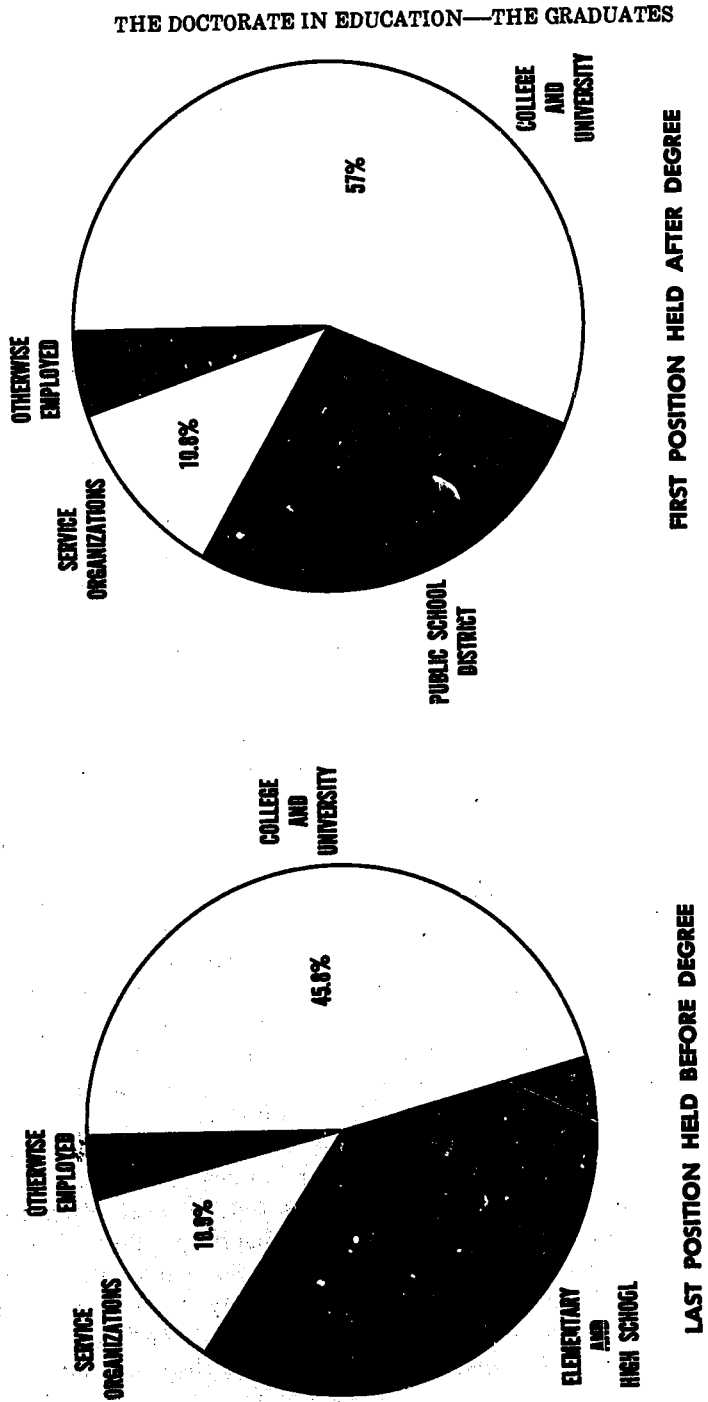 THE DOCTORATE IN EDUCATION—THE GRADUATES
OTHERWISE
EMPLOYED
SERVICE
ORGANIZATIONS
10.9%
45.8%
COLLEGE
AND
UNIVERSITY
ELEMENTARY
AND
HIGH SCHOOL
LAST POSITION HELD BEFORE DEGREE
OTHERWISE
EMPLOYED
SERVICE
ORGANIZATIONS
10.8%
57%
COLLEGE
AND
UNIVERSITY
PUBLIC SCHOOL
DISTRICT
FIRST POSITION HELD AFTER DEGREE